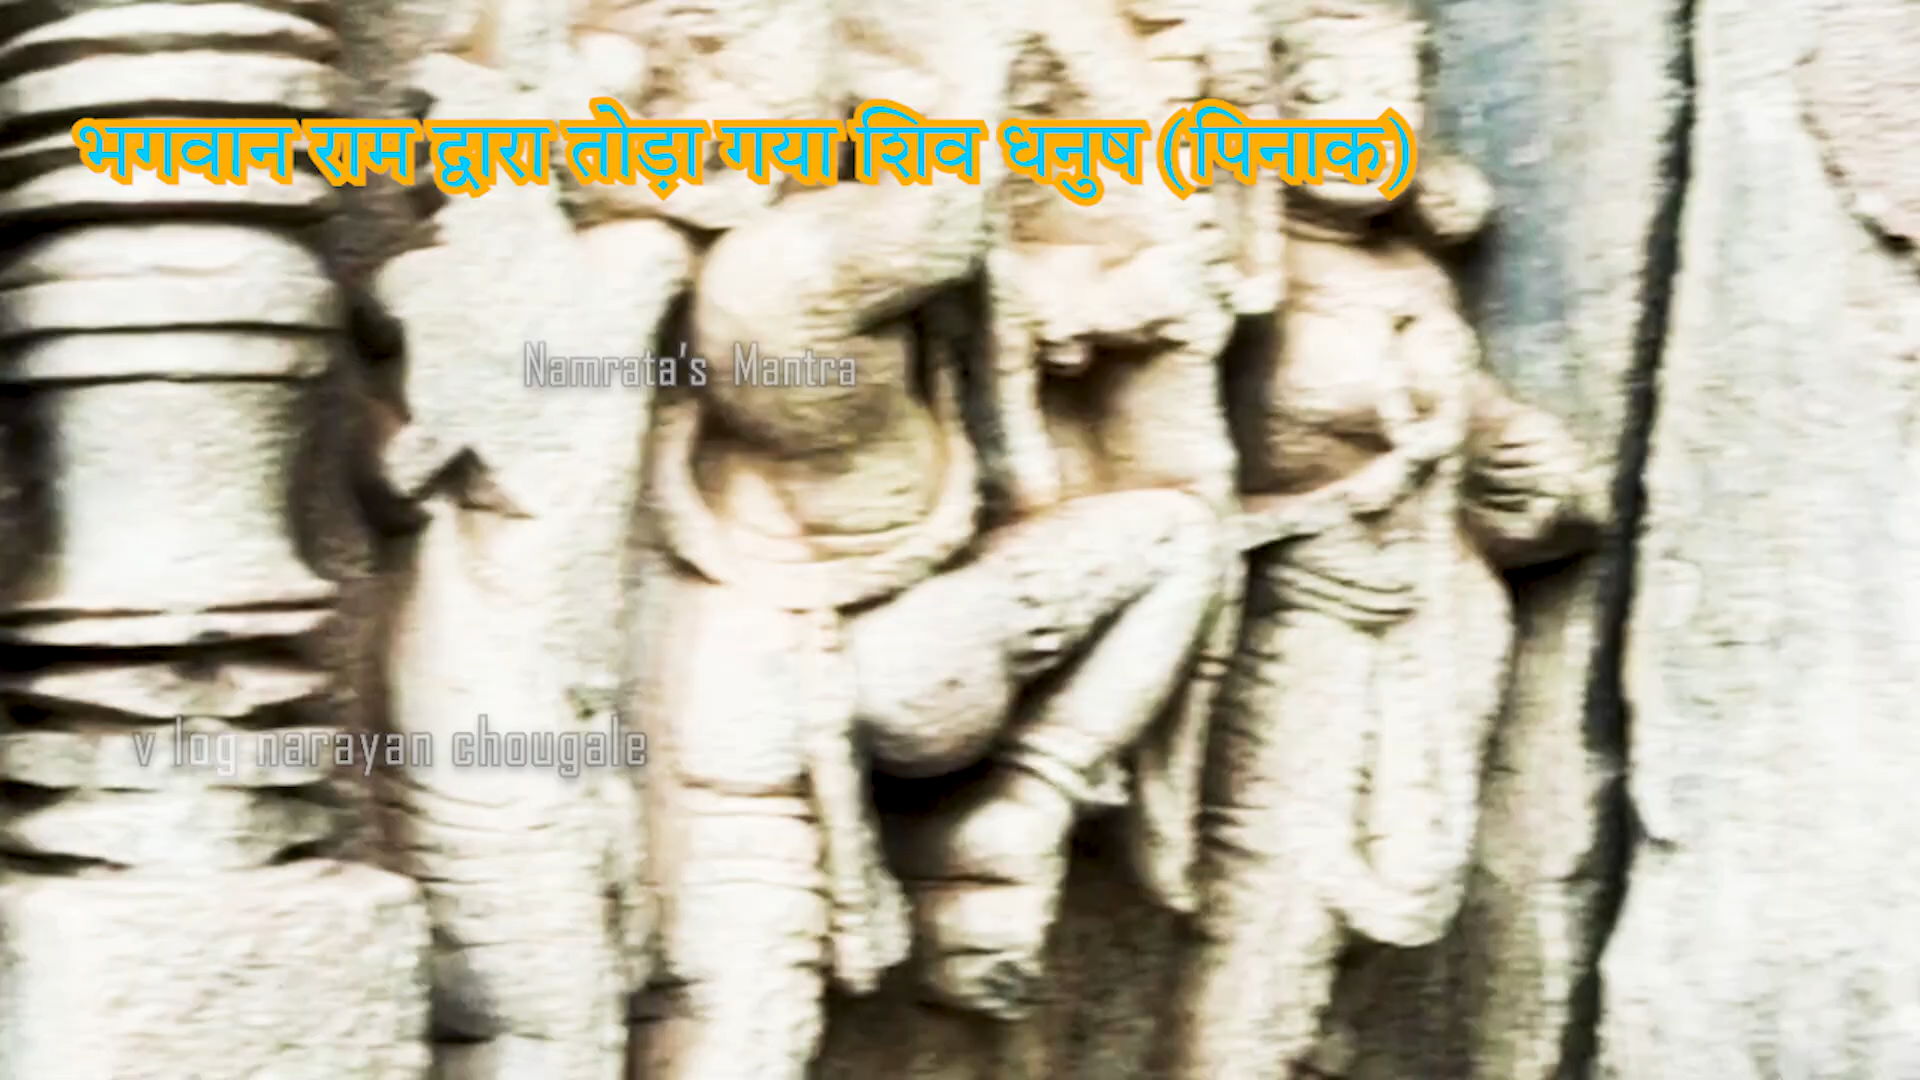 भगवान राम द्वारा तोड़ा गया शिव धनुष (पिनाक)
Namrata's Mantra
v log narayan chougale